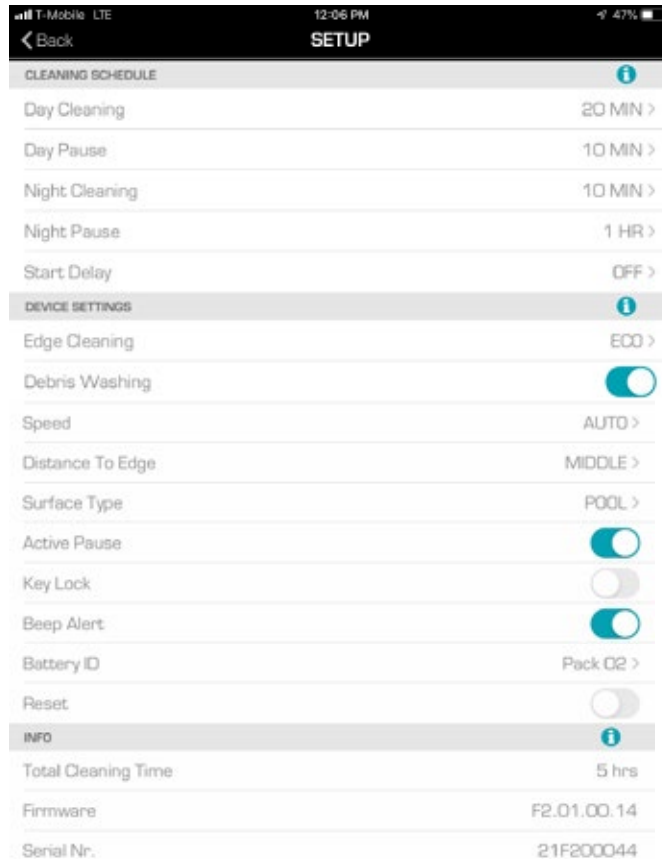 T-Mobile LTE 12:06 PM 47%
Back SETUP
CLEANING SCHEDULE
Day Cleaning 20 MIN >
Day Pause 10 MIN >
Night Cleaning 10 MIN >
Night Pause 1 HR >
Start Delay OFF >
DEVICE SETTINGS
Edge Cleaning ECO >
Debris Washing
Speed AUTO >
Distance To Edge MIDDLE >
Surface Type POOL >
Active Pause
Key Lock
Beep Alert
Battery ID Pack 02 >
Reset
INFO
Total Cleaning Time 5 hrs
Firmware F2.01.00.14
Serial Nr. 21F200044